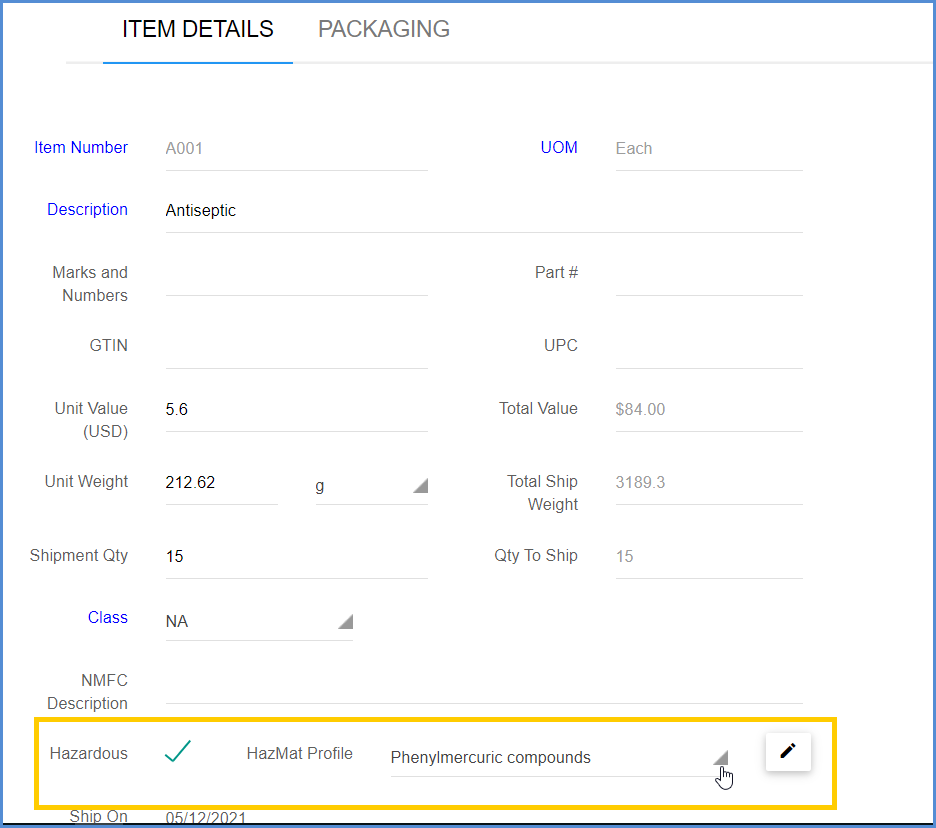 ITEM DETAILS PACKAGING
Item Number A001 UOM Each
Description Antiseptic
Marks and Numbers Part #
GTIN UPC
Unit Value (USD) 5.6 Total Value $84.00
Unit Weight 212.62 g Total Ship Weight 3189.3
Shipment Qty 15 Qty To Ship 15
Class NA
NMFC Description
Hazardous HazMat Profile Phenylmercuric compounds
Ship On 05/12/2021